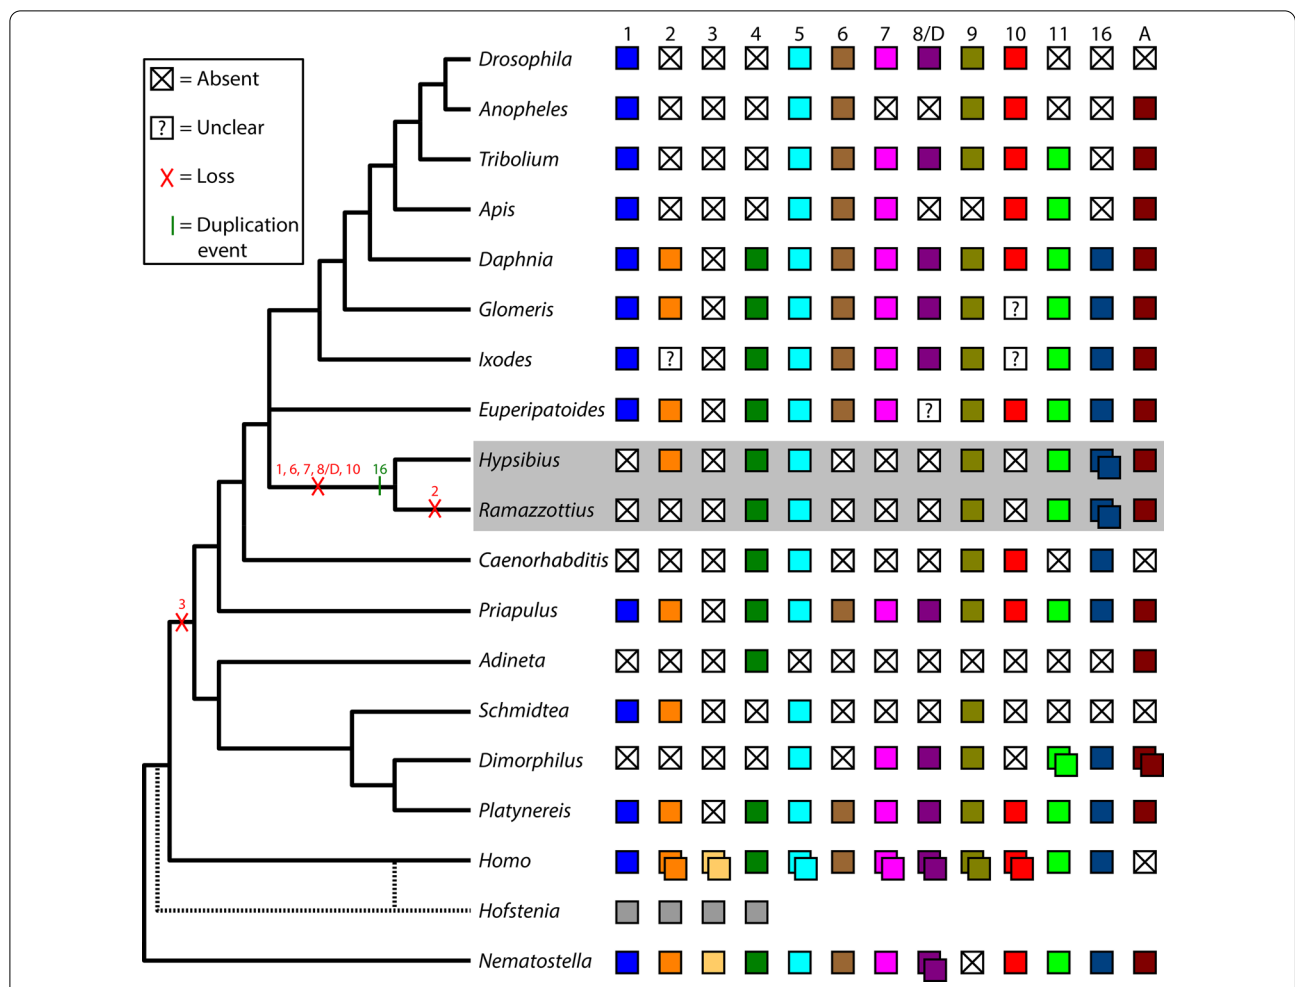 1 2 3 4 5 6 7 8/D 9 10 11 16 A
Drosophila
= Absent
Anopheles
? = Unclear
Tribolium
= Loss
Apis
= Duplication
event
Daphnia
Glomeris ?
Ixodes ? ?
Euperipatoides ?
Hypsibius
1, 6, 7, 8/D, 10 16
2
Ramazzottius
Caenorhabditis
3
Priapulus
Adineta
Schmidtea
Dimorphilus
Platynereis
Homo
Hofstenia
Nematostella